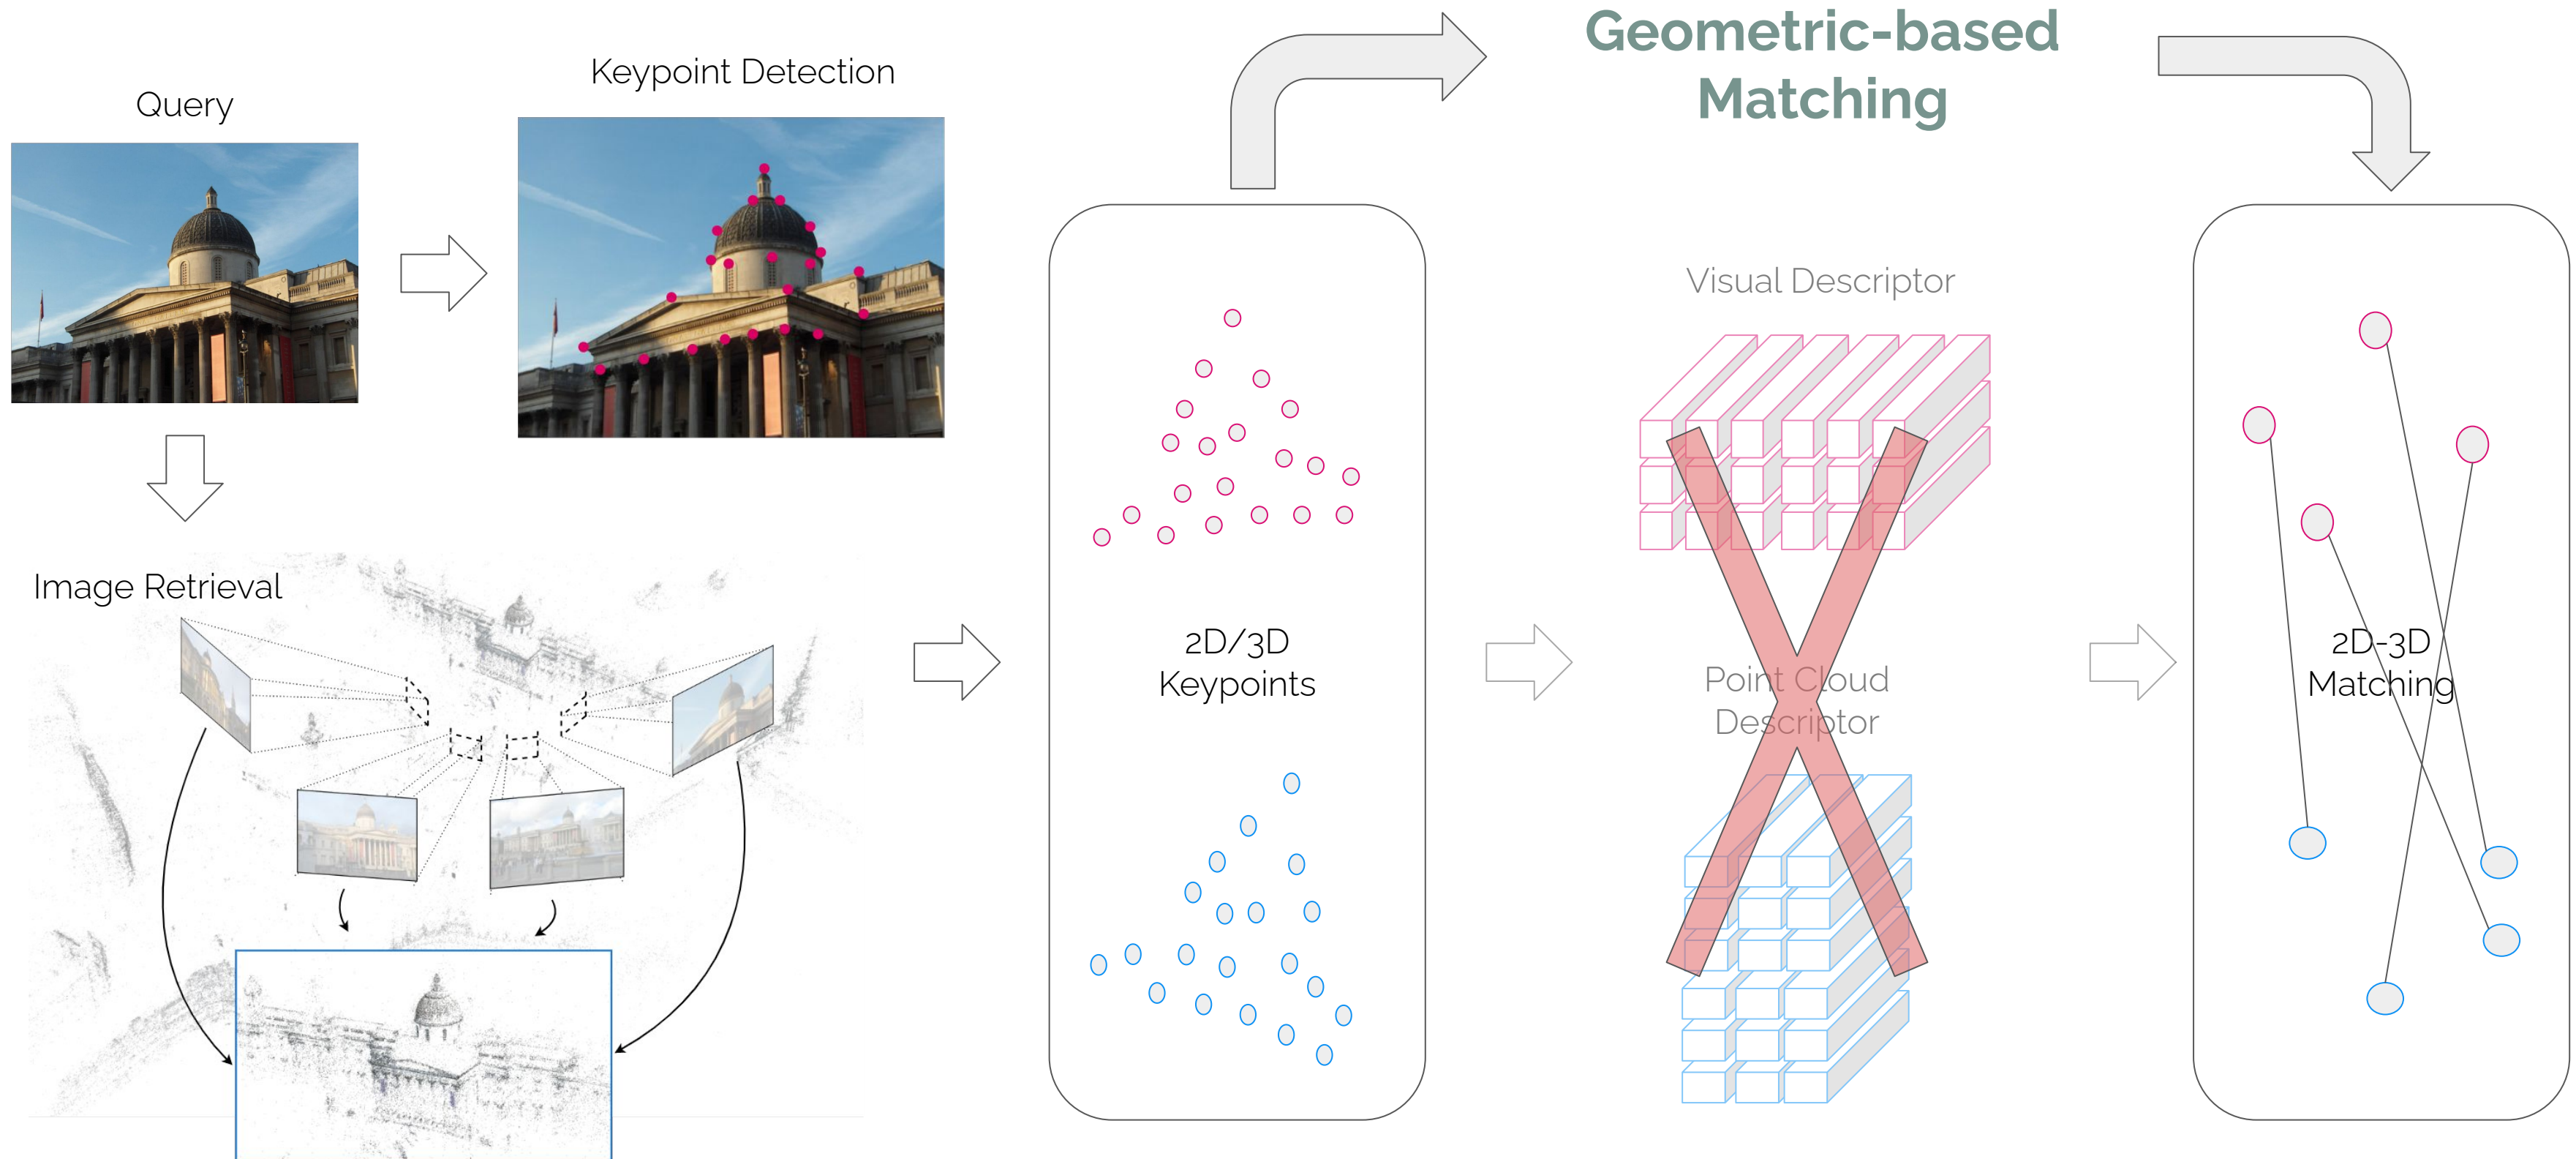 Query
Keypoint Detection
Image Retrieval
2D/3D
Keypoints
Geometric-based
Matching
Visual Descriptor
Point Cloud
Descriptor
2D-3D
Matching